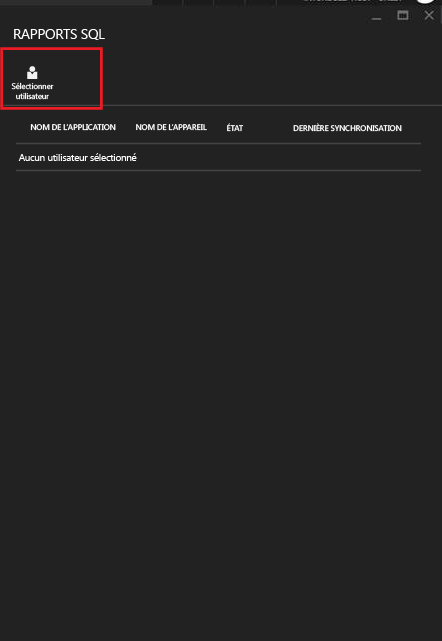 RAPPORTS SQL
Sélectionner
utilisateur
NOM DE L'APPLICATION NOM DE L'APPAREIL ÉTAT DERNIÈRE SYNCHRONISATION
Aucun utilisateur sélectionné